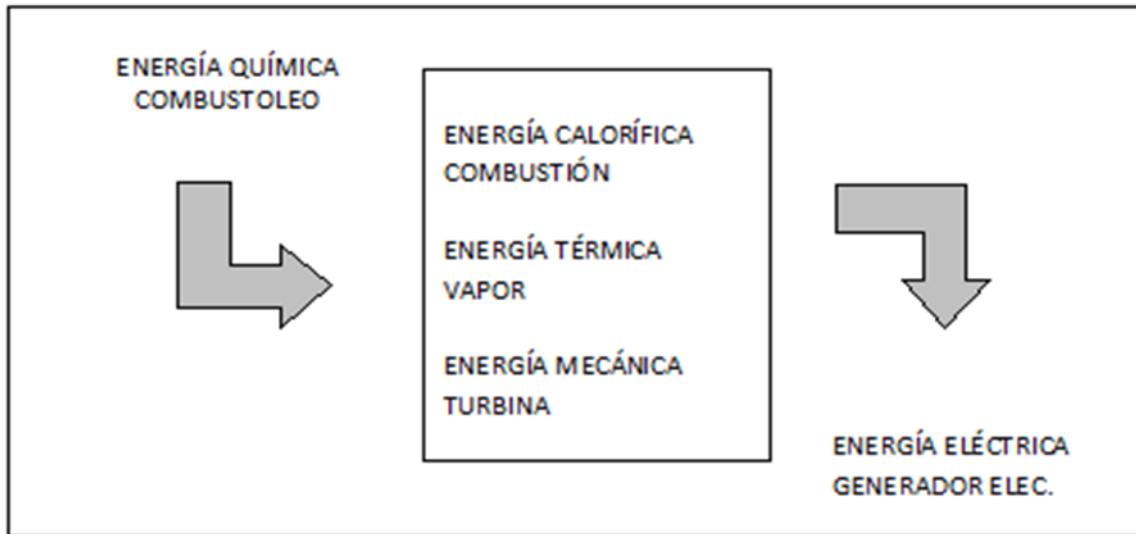 ENERGÍA QUÍMICA
COMBUSTOLEO
ENERGÍA CALORÍFICA
COMBUSTIÓN
ENERGÍA TÉRMICA
VAPOR
ENERGÍA MECÁNICA
TURBINA
ENERGÍA ELÉCTRICA
GENERADOR ELEC.